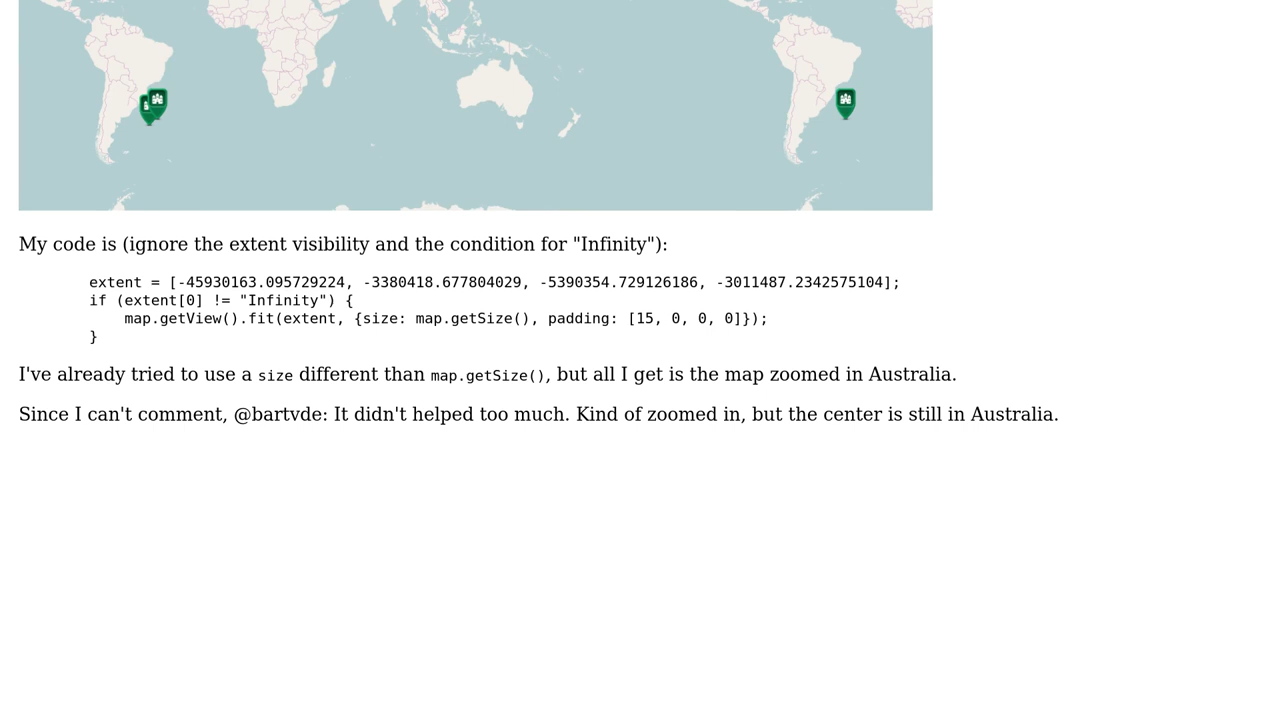 My code is (ignore the extent visibility and the condition for "Infinity"):
extent = [-45930163.095729224, -3380418.677804029, -5390354.729126186, -3011487.2342575104];
if (extent[0] != "Infinity") {
map.getView().fit(extent, {size: map.getSize(), padding: [15, 0, 0, 0]});
}
I've already tried to use a size different than map.getSize(), but all I get is the map zoomed in Australia.
Since I can't comment, @bartvde: It didn't helped too much. Kind of zoomed in, but the center is still in Australia.